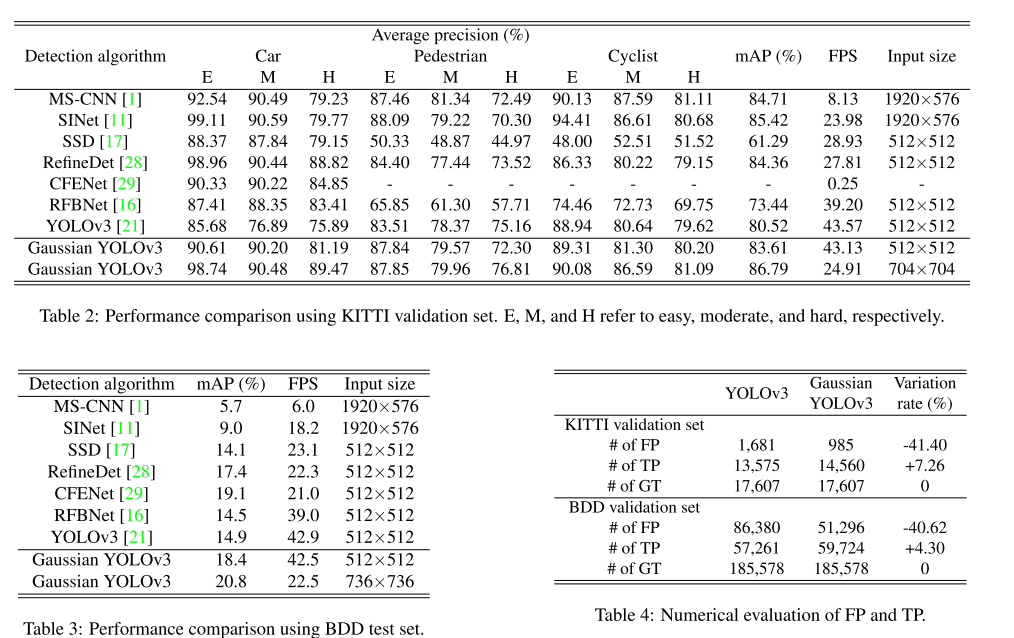 Average precision (%)
Detection algorithm Car Pedestrian Cyclist mAP (%) FPS Input size
E M H E M H E M H
MS-CNN [1] 92.54 90.49 79.23 87.46 81.34 72.49 90.13 87.59 81.11 84.71 8.13 1920×576
SINet [11] 99.11 90.59 79.77 88.09 79.22 70.30 94.41 86.61 80.68 85.42 23.98 1920×576
SSD [17] 88.37 87.84 79.15 50.33 48.87 44.97 48.00 52.51 51.52 61.29 28.93 512×512
RefineDet [28] 98.96 90.44 88.82 84.40 77.44 73.52 86.33 80.22 79.15 84.36 27.81 512×512
CFENet [29] 90.33 90.22 84.85 - - - - - - - 0.25 -
RFBNet [16] 87.41 88.35 83.41 65.85 61.30 57.71 74.46 72.73 69.75 73.44 39.20 512×512
YOLOv3 [21] 85.68 76.89 75.89 83.51 78.37 75.16 88.94 80.64 79.62 80.52 43.57 512×512
Gaussian YOLOv3 90.61 90.20 81.19 87.84 79.57 72.30 89.31 81.30 80.20 83.61 43.13 512×512
Gaussian YOLOv3 98.74 90.48 89.47 87.85 79.96 76.81 90.08 86.59 81.09 86.79 24.91 704×704
Table 2: Performance comparison using KITTI validation set. E, M, and H refer to easy, moderate, and hard, respectively.
Detection algorithm mAP (%) FPS Input size
MS-CNN [1] 5.7 6.0 1920×576
SINet [11] 9.0 18.2 1920×576
SSD [17] 14.1 23.1 512×512
RefineDet [28] 17.4 22.3 512×512
CFENet [29] 19.1 21.0 512×512
RFBNet [16] 14.5 39.0 512×512
YOLOv3 [21] 14.9 42.9 512×512
Gaussian YOLOv3 18.4 42.5 512×512
Gaussian YOLOv3 20.8 22.5 736×736
Table 3: Performance comparison using BDD test set.
YOLOv3 Gaussian YOLOv3 Variation rate (%)
KITTI validation set
# of FP 1,681 985 -41.40
# of TP 13,575 14,560 +7.26
# of GT 17,607 17,607 0
BDD validation set
# of FP 86,380 51,296 -40.62
# of TP 57,261 59,724 +4.30
# of GT 185,578 185,578 0
Table 4: Numerical evaluation of FP and TP.